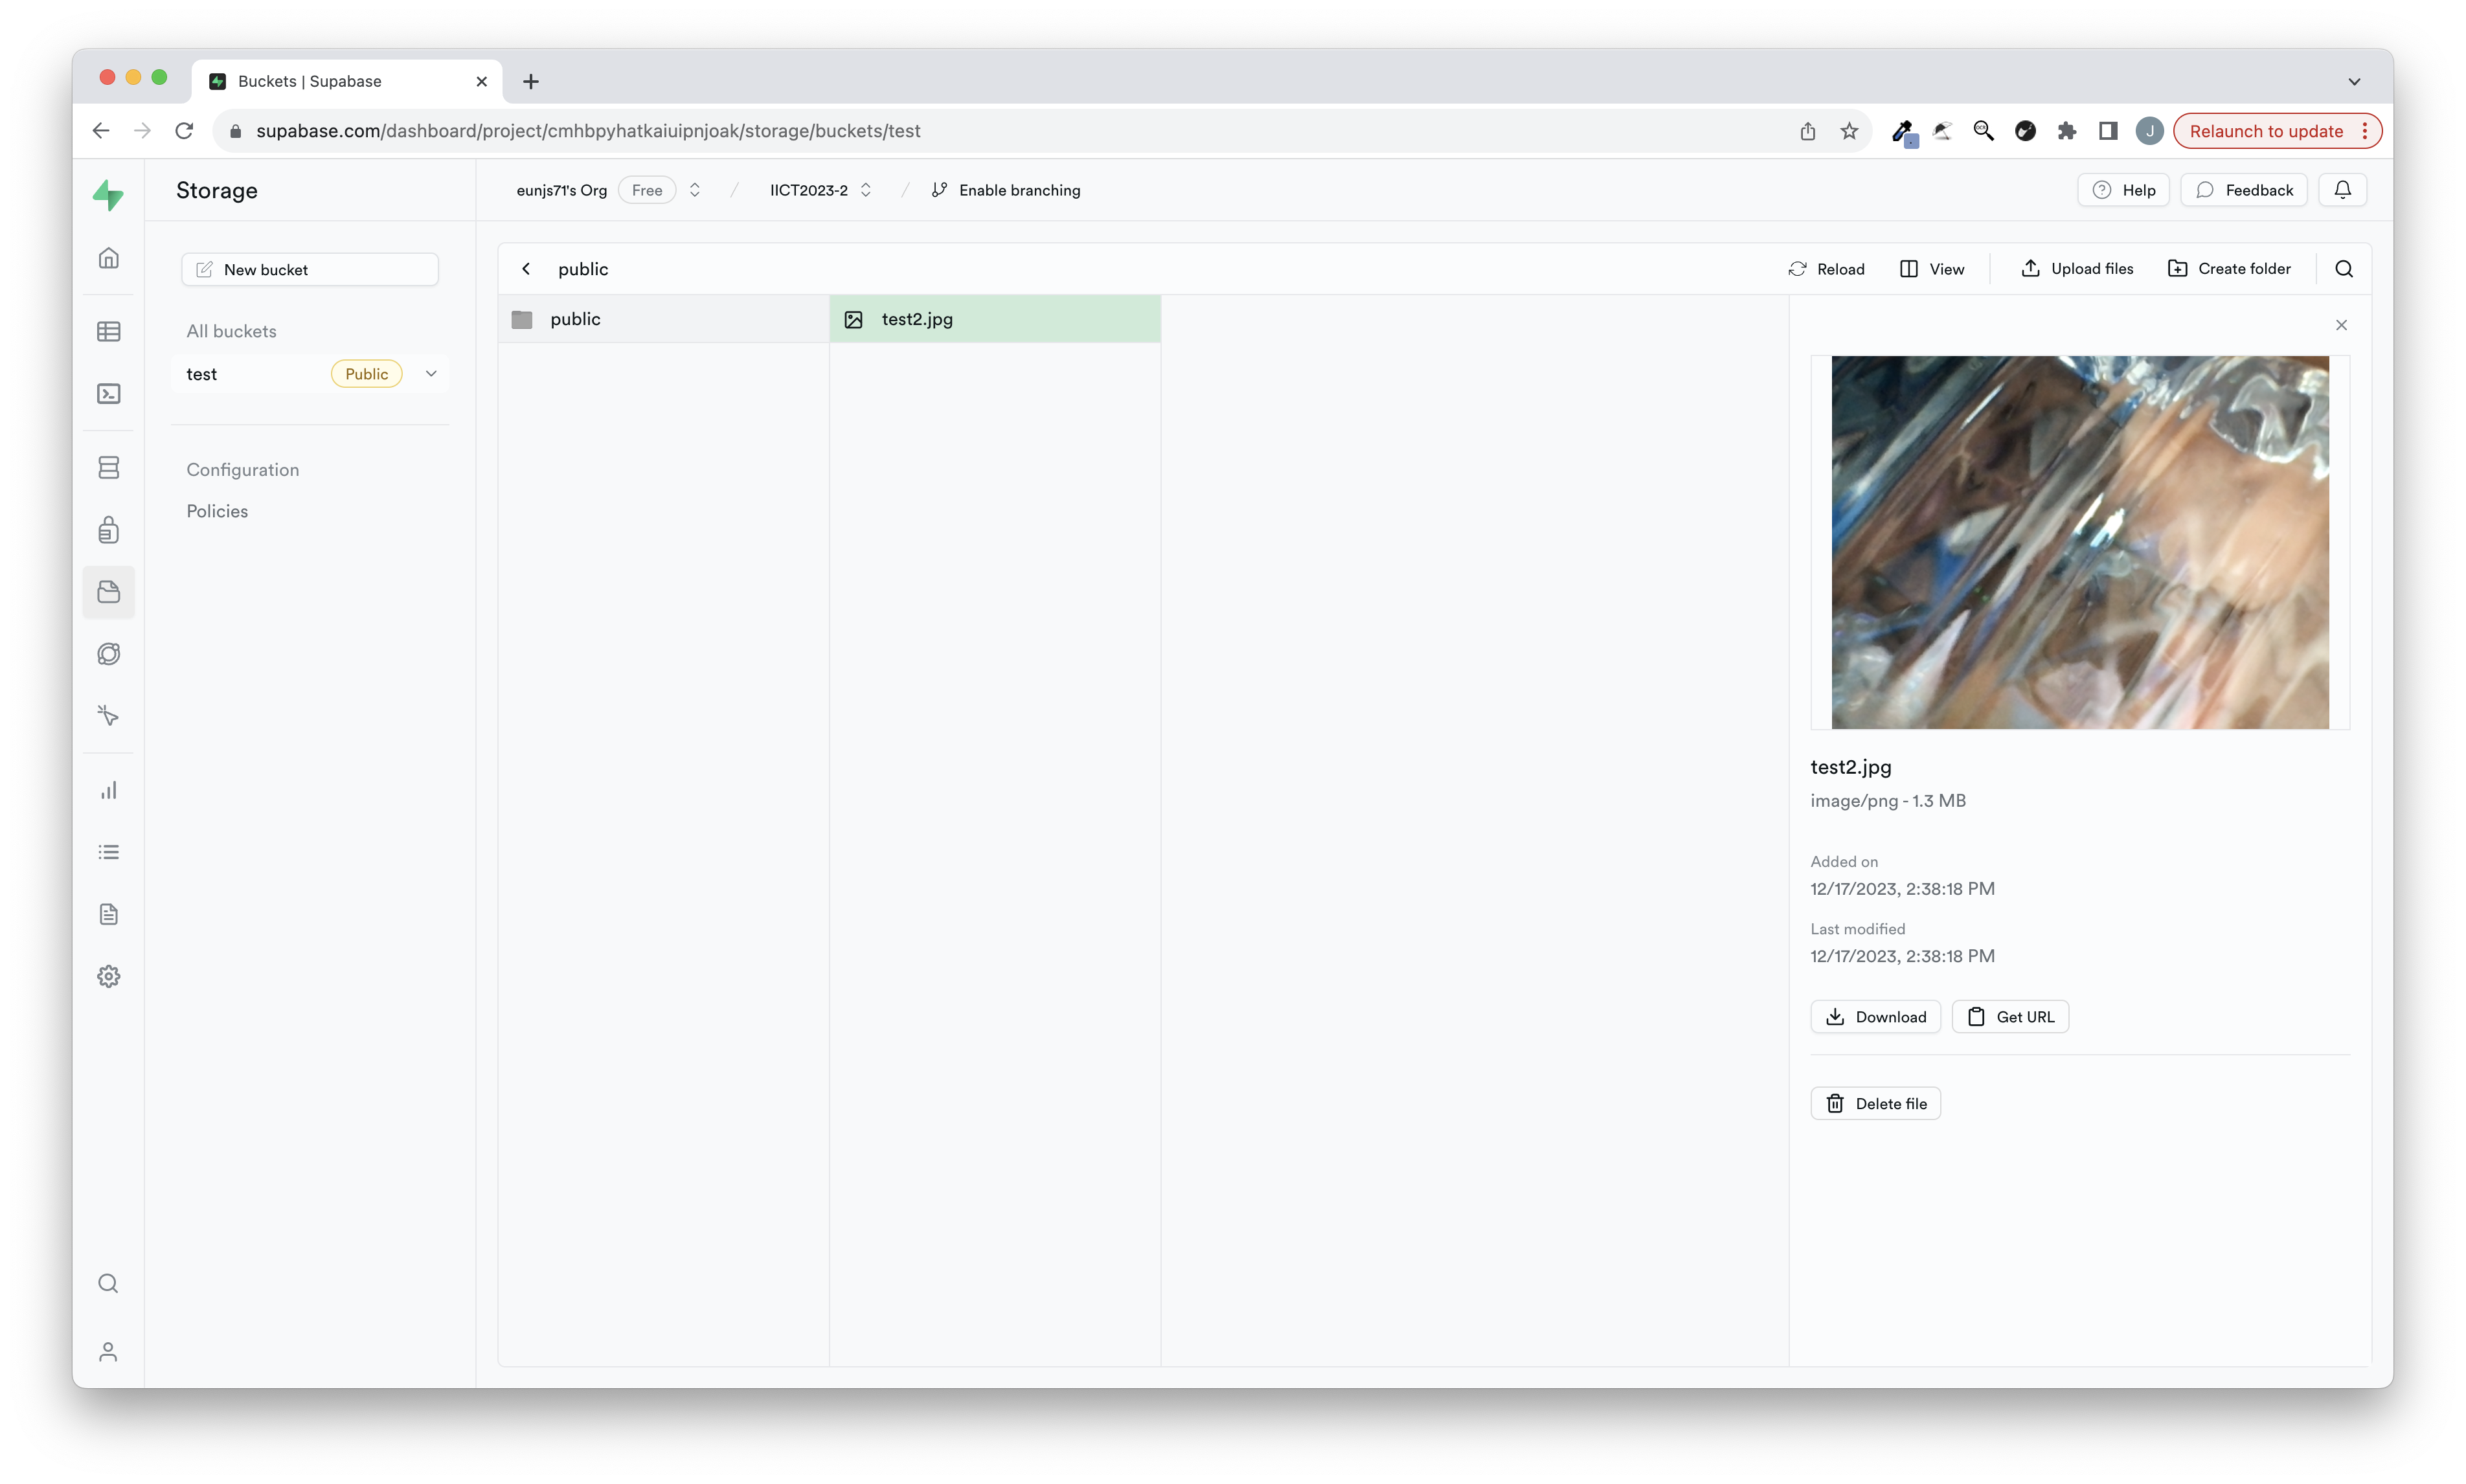 Buckets | Supabase
supabase.com/dashboard/project/cmhbpyhatkaiuipnjoak/storage/buckets/test
J
Relaunch to update
Storage
eunjs71's Org Free / IICT2023-2 / Enable branching
Help
Feedback
New bucket
All buckets
test Public
Configuration
Policies
public
Reload
View
Upload files
Create folder
public
test2.jpg
test2.jpg
image/png - 1.3 MB
Added on
12/17/2023, 2:38:18 PM
Last modified
12/17/2023, 2:38:18 PM
Download
Get URL
Delete file